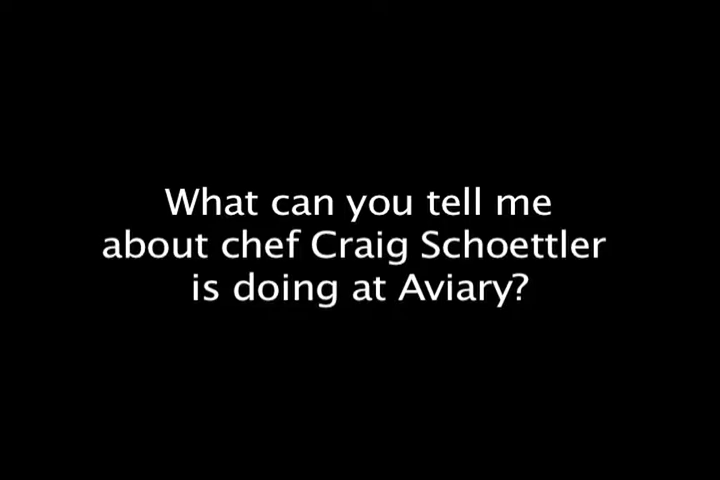 What can you tell me
about chef Craig Schoettler
is doing at Aviary?